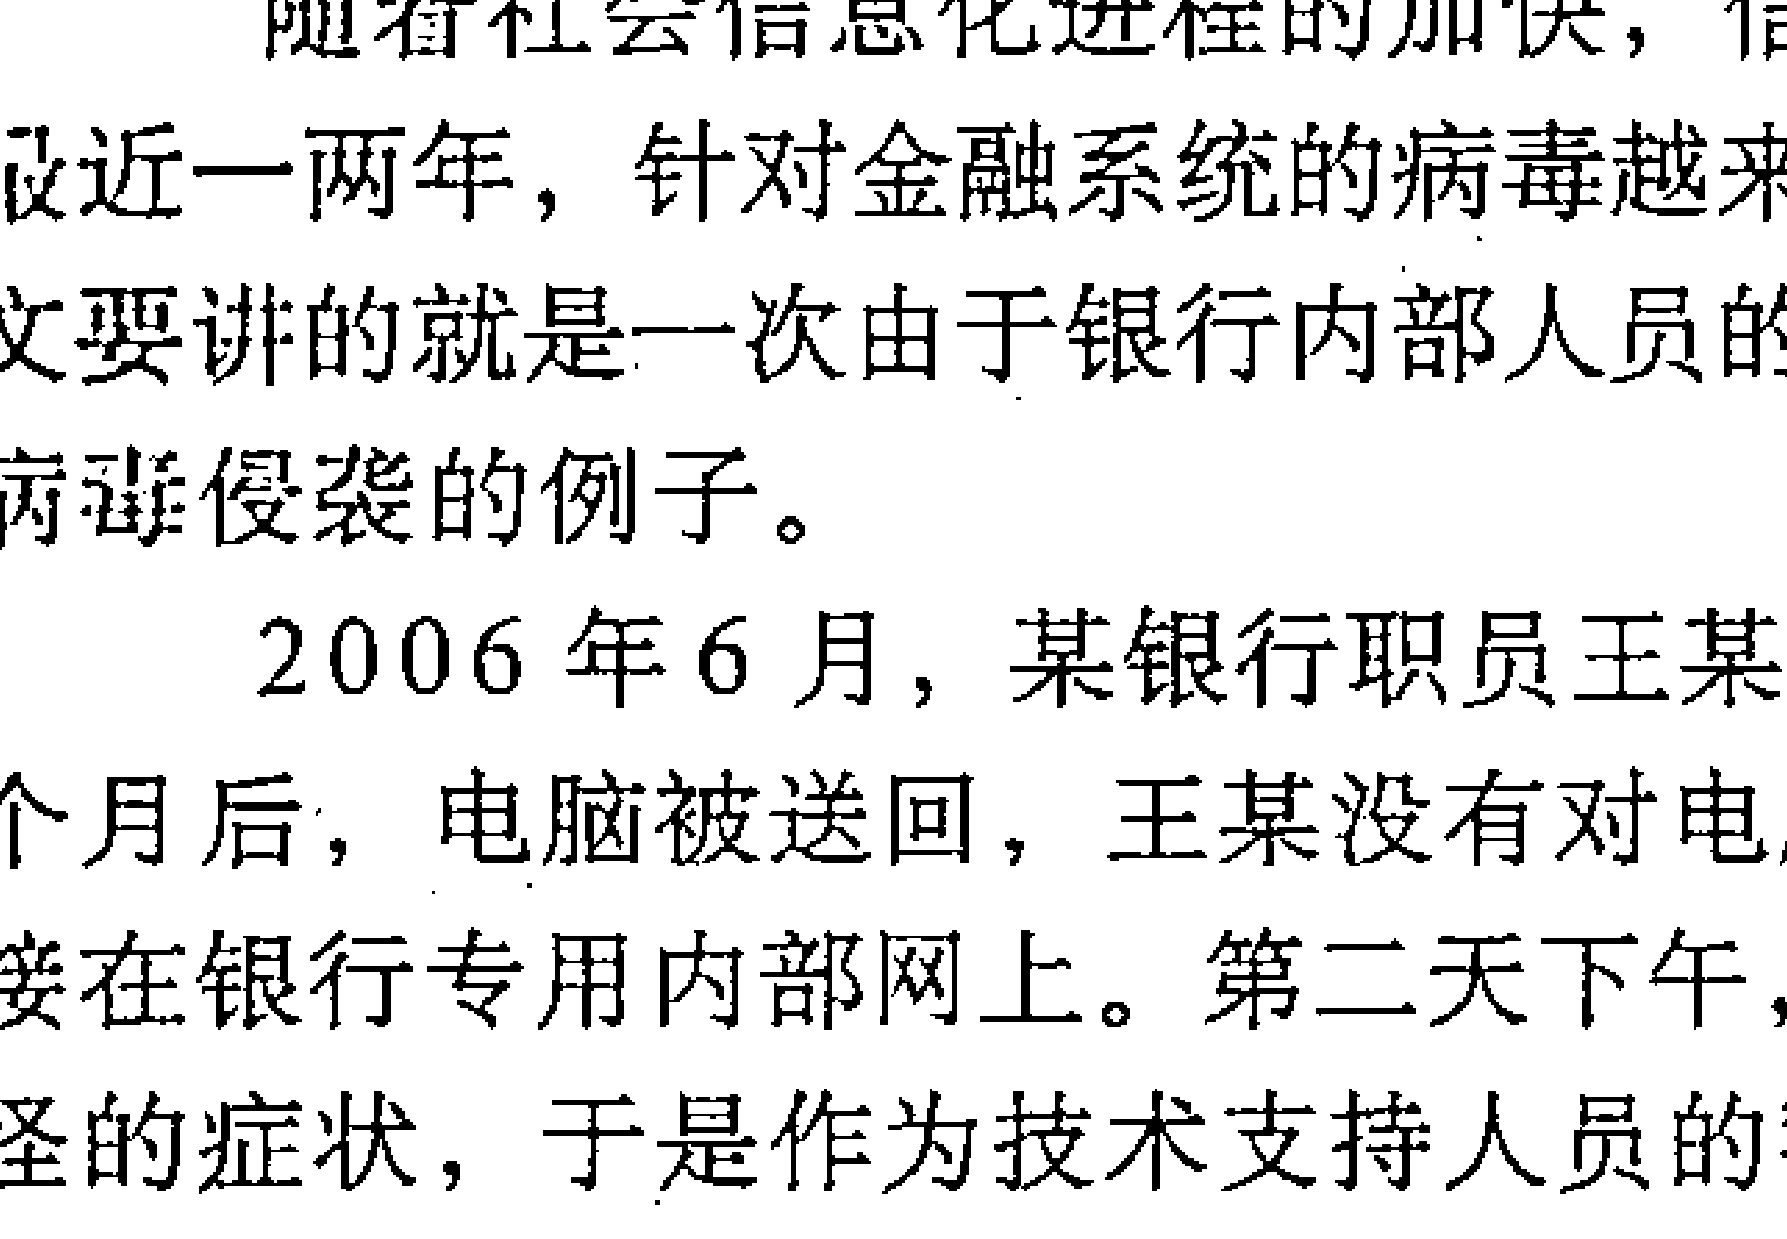 随着社会信息化进程的加快，信
最近一两年，针对金融系统的病毒越来
文要讲的就是一次由于银行内部人员的
病毒侵袭的例子。
2006年6月，某银行职员王某
个月后，电脑被送回，王某没有对电
接在银行专用内部网上。第二天下午，
怪的症状，于是作为技术支持人员的